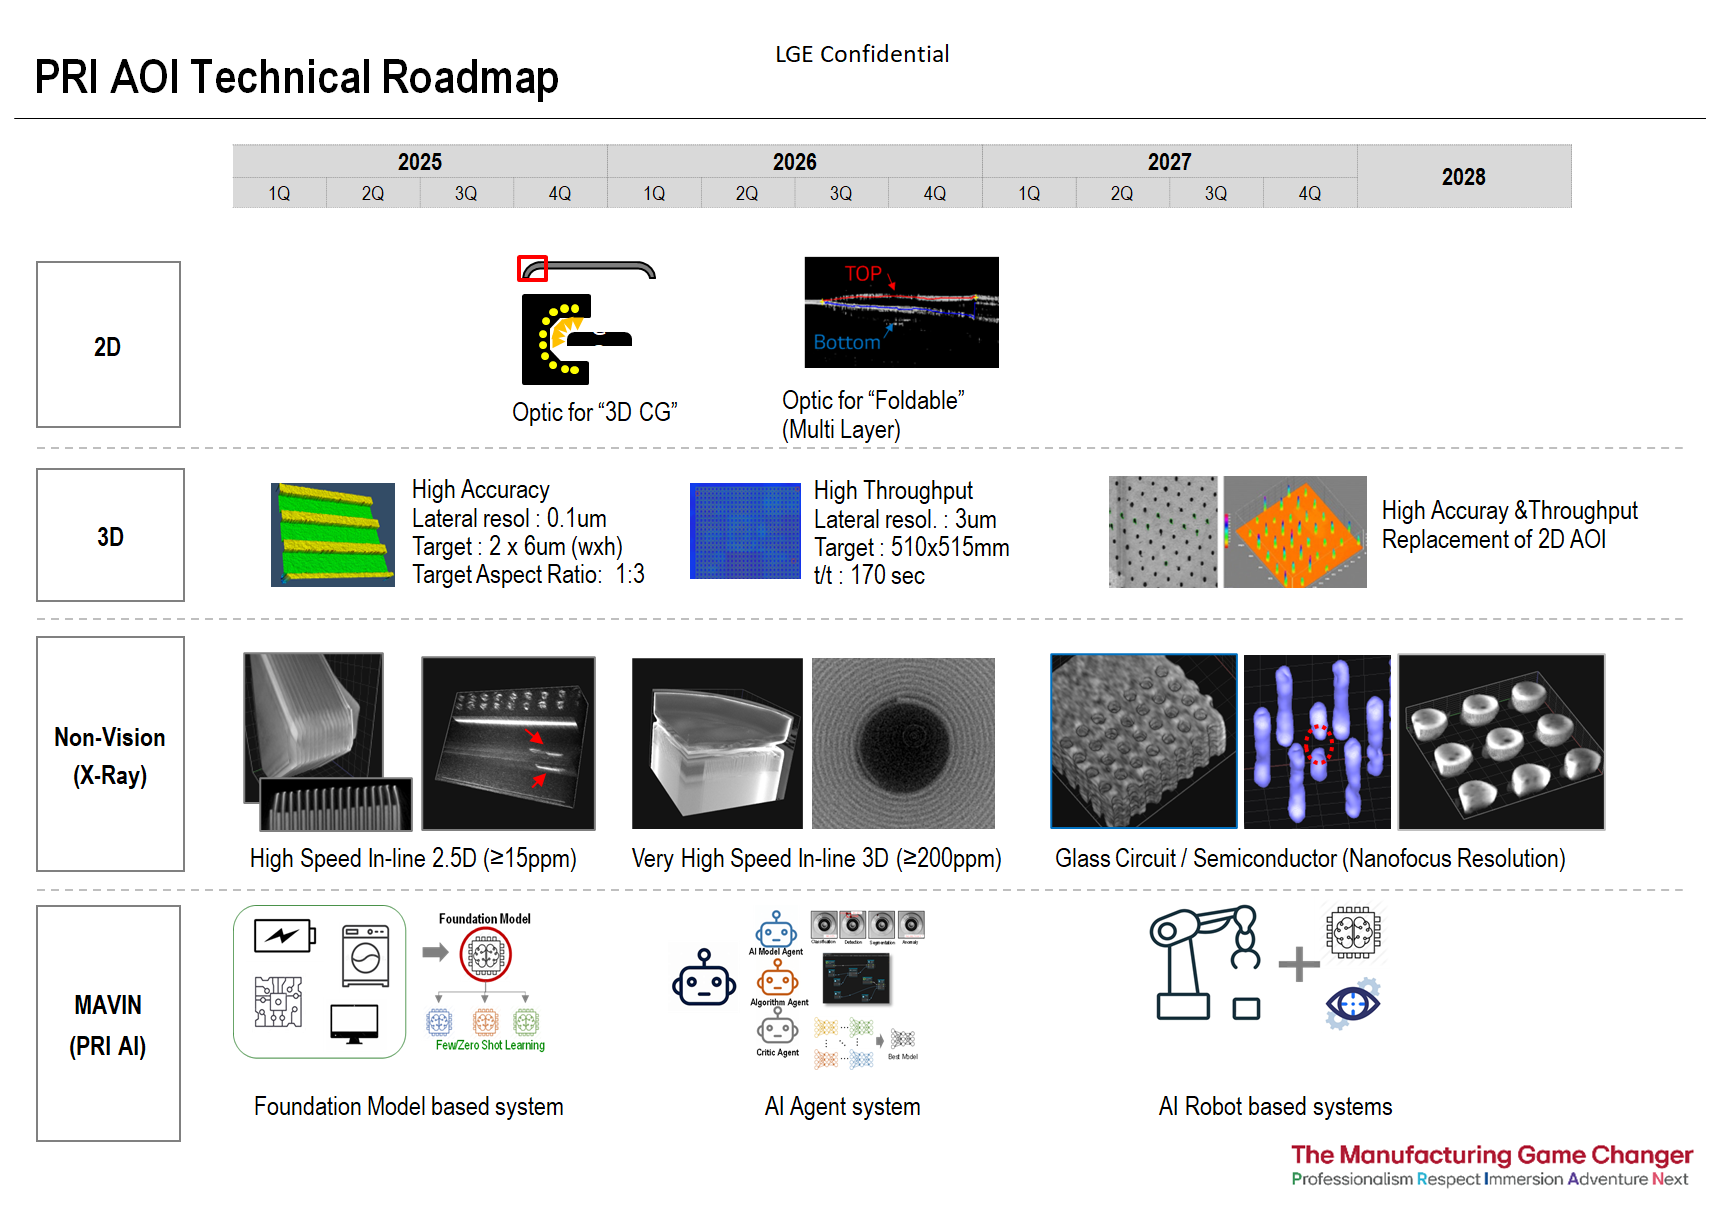 LGE Confidential
PRI AOI Technical Roadmap
2025
2026
2027
2028
1Q
2Q
3Q
4Q
1Q
2Q
3Q
4Q
1Q
2Q
3Q
4Q
2D
Optic for “3D CG”
TOP
Bottom
Optic for “Foldable”
(Multi Layer)
3D
High Accuracy
Lateral resol : 0.1um
Target : 2 x 6um (wxh)
Target Aspect Ratio: 1:3
High Throughput
Lateral resol. : 3um
Target : 510x515mm
t/t : 170 sec
High Accuray &Throughput
Replacement of 2D AOI
Non-Vision
(X-Ray)
High Speed In-line 2.5D (≥15ppm)
Very High Speed In-line 3D (≥200ppm)
Glass Circuit / Semiconductor (Nanofocus Resolution)
MAVIN
(PRI AI)
Foundation Model
Few/Zero Shot Learning
Foundation Model based system
AI Model Agent
Classification
Detection
Segmentation
Anomaly
Algorithm Agent
Critic Agent
Best Model
AI Agent system
AI Robot based systems
The Manufacturing Game Changer
Professionalism Respect Immersion Adventure Next